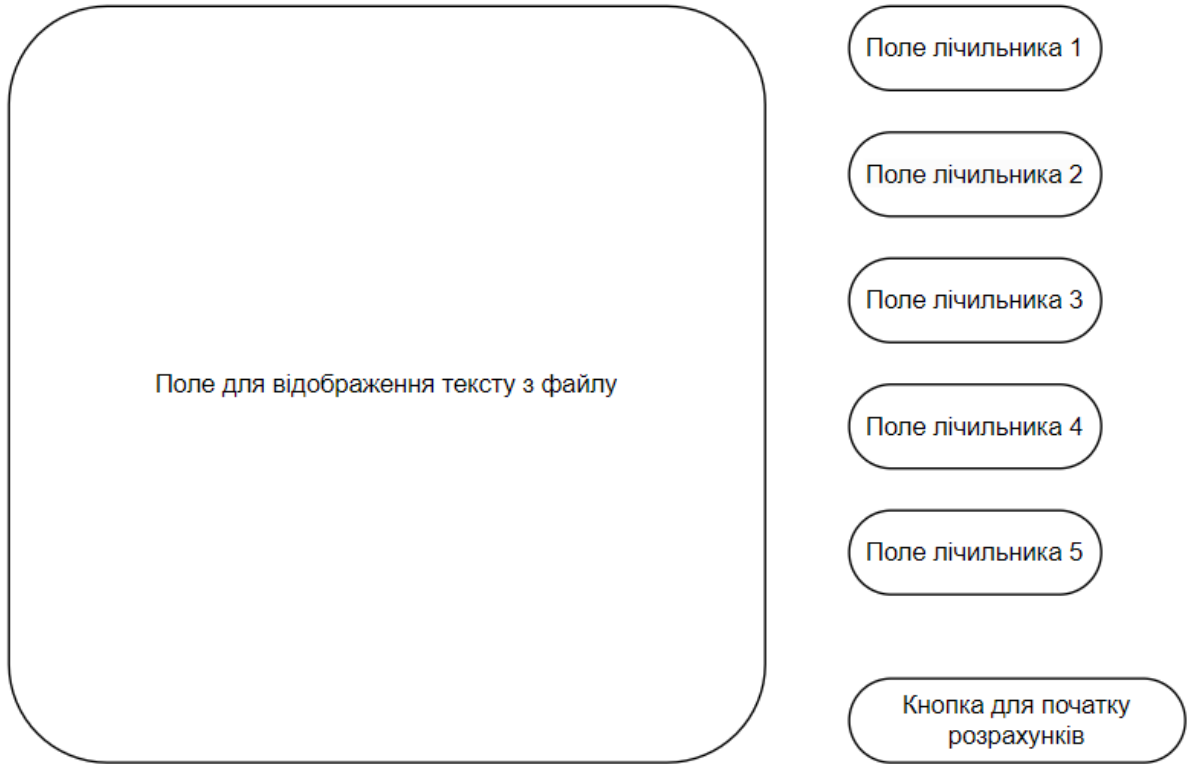 Поле для відображення тексту з файлу
Поле лічильника 1
Поле лічильника 2
Поле лічильника 3
Поле лічильника 4
Поле лічильника 5
Кнопка для початку
розрахунків